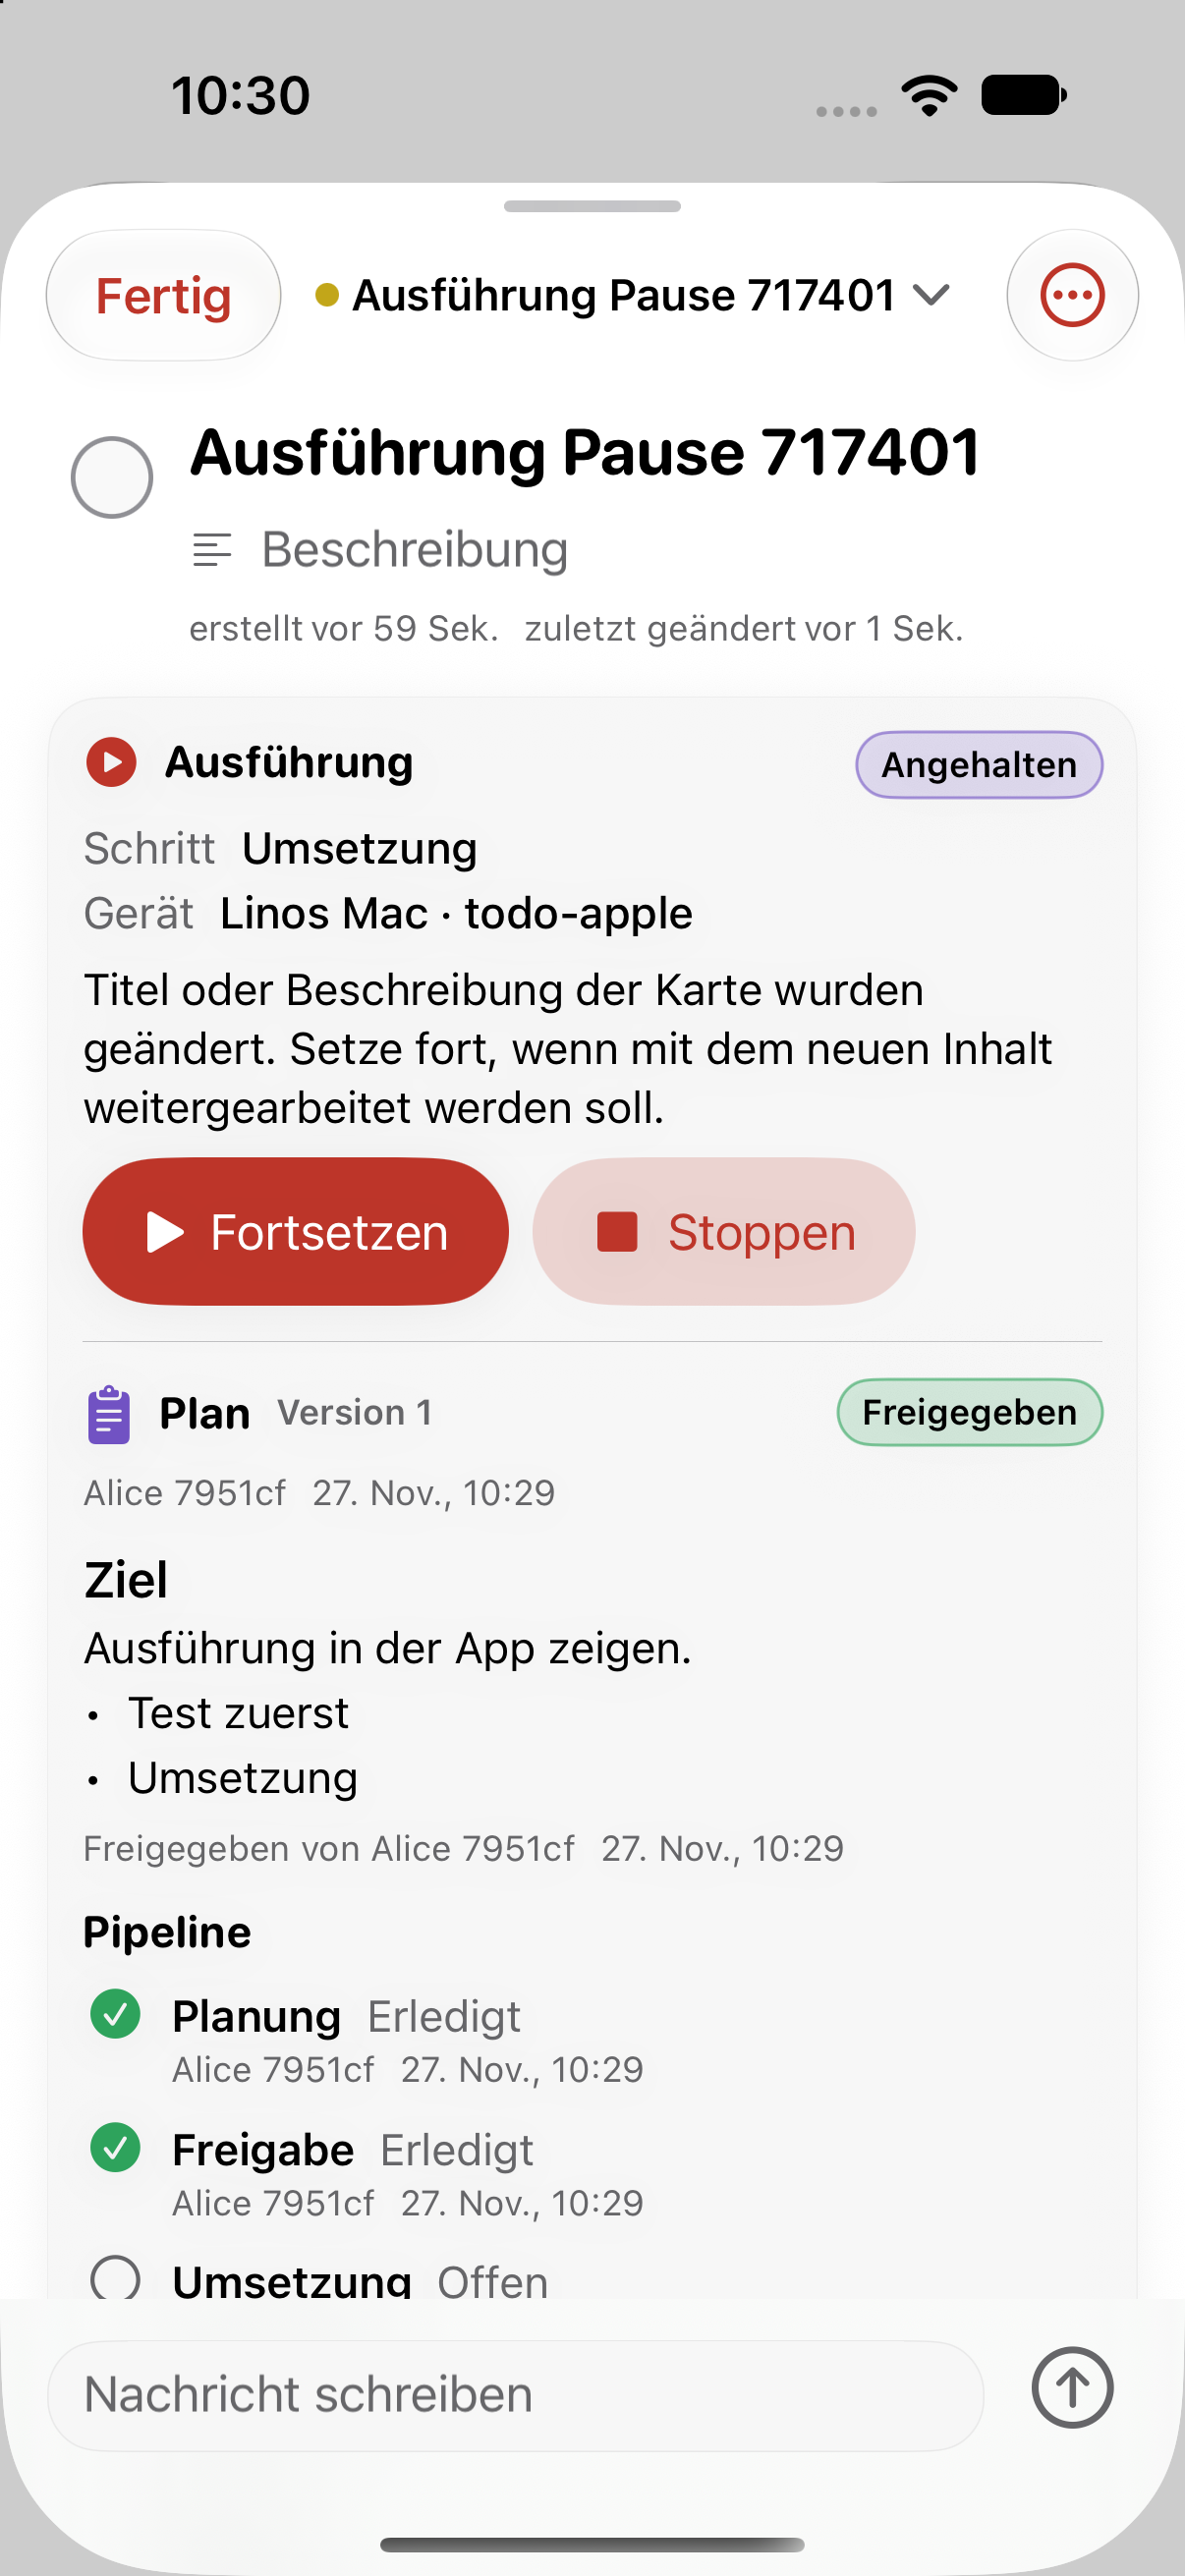 10:30
Fertig
Ausführung Pause 717401
Ausführung Pause 717401
Beschreibung
erstellt vor 59 Sek. zuletzt geändert vor 1 Sek.
Ausführung
Angehalten
Schritt Umsetzung
Gerät Linos Mac · todo-apple
Titel oder Beschreibung der Karte wurden
geändert. Setze fort, wenn mit dem neuen Inhalt
weitergearbeitet werden soll.
Fortsetzen
Stoppen
Plan Version 1
Freigegeben
Alice 7951cf 27. Nov., 10:29
Ziel
Ausführung in der App zeigen.
• Test zuerst
• Umsetzung
Freigegeben von Alice 7951cf 27. Nov., 10:29
Pipeline
Planung Erledigt
Alice 7951cf 27. Nov., 10:29
Freigabe Erledigt
Alice 7951cf 27. Nov., 10:29
Umsetzung Offen
Nachricht schreiben